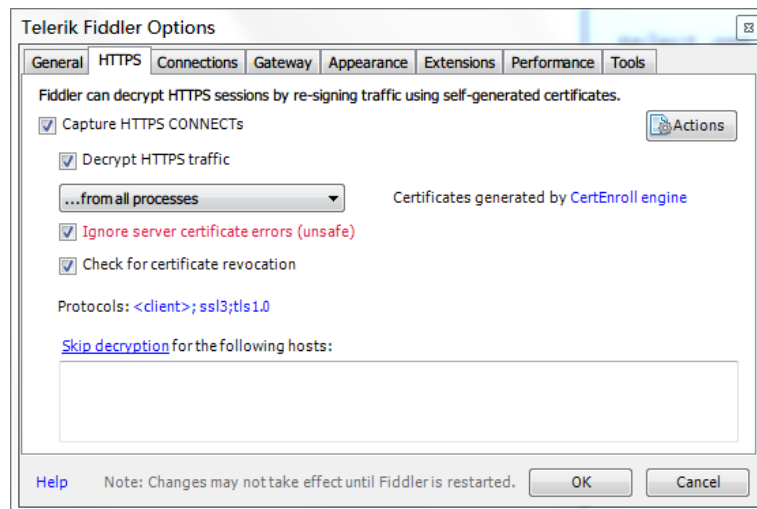 Telerik Fiddler Options
General HTTPS Connections Gateway Appearance Extensions Performance Tools
Fiddler can decrypt HTTPS sessions by re-signing traffic using self-generated certificates.
Capture HTTPS CONNECTs
Actions
Decrypt HTTPS traffic
...from all processes
Certificates generated by CertEnroll engine
Ignore server certificate errors (unsafe)
Check for certificate revocation
Protocols: <client>; ssl3;tls1.0
Skip decryption for the following hosts:
Help
Note: Changes may not take effect until Fiddler is restarted.
OK
Cancel